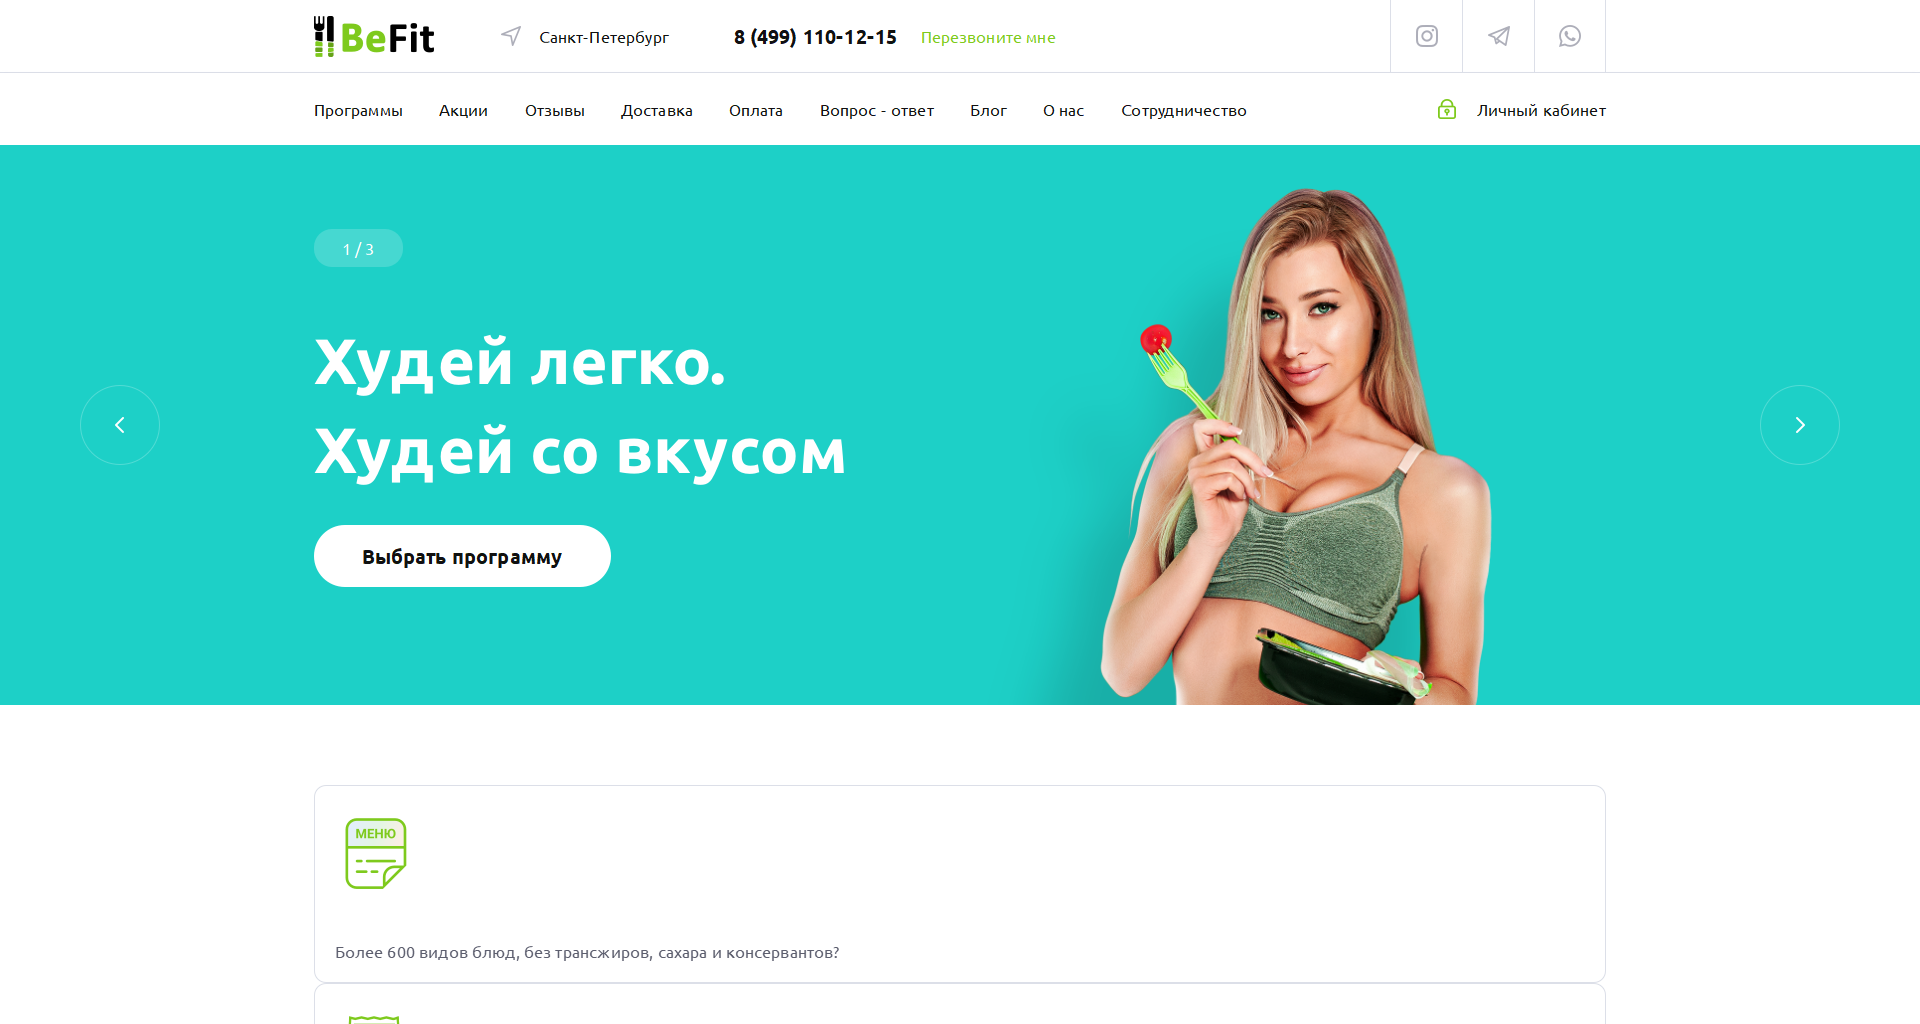 BeFit
Санкт-Петербург
8 (499) 110-12-15
Перезвоните мне
Программы
Акции
Отзывы
Доставка
Оплата
Вопрос - ответ
Блог
О нас
Сотрудничество
Личный кабинет
1 / 3
Худей легко.
Худей со вкусом
Выбрать программу
МЕНЮ
Более 600 видов блюд, без трансжиров, сахара и консервантов?